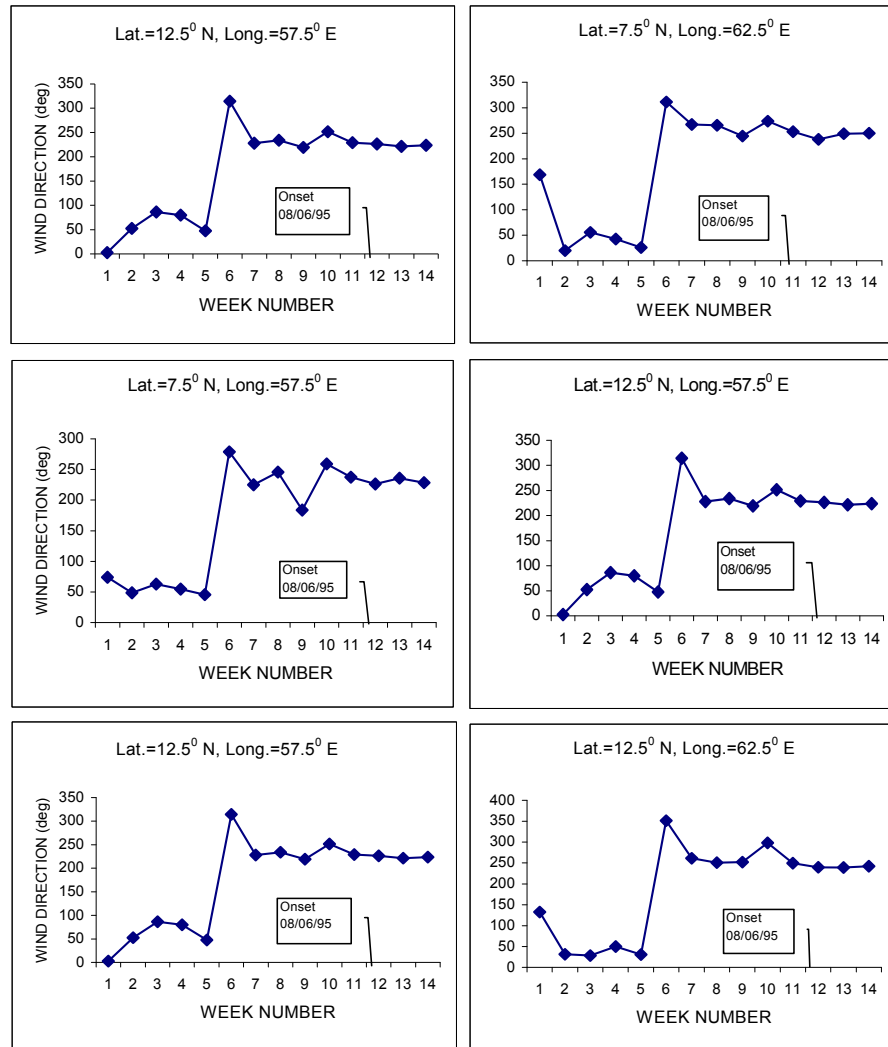 Lat.=12.5⁰ N, Long.=57.5⁰ E
WIND DIRECTION (deg)
350
300
250
200
150
100
50
0
Onset
08/06/95
1 2 3 4 5 6 7 8 9 10 11 12 13 14
WEEK NUMBER
Lat.=7.5⁰ N, Long.=62.5⁰ E
350
300
250
200
150
100
50
0
Onset
08/06/95
1 2 3 4 5 6 7 8 9 10 11 12 13 14
WEEK NUMBER
Lat.=7.5⁰ N, Long.=57.5⁰ E
WIND DIRECTION (deg)
300
250
200
150
100
50
0
Onset
08/06/95
1 2 3 4 5 6 7 8 9 10 11 12 13 14
WEEK NUMBER
Lat.=12.5⁰ N, Long.=57.5⁰ E
350
300
250
200
150
100
50
0
Onset
08/06/95
1 2 3 4 5 6 7 8 9 10 11 12 13 14
WEEK NUMBER
Lat.=12.5⁰ N, Long.=57.5⁰ E
WIND DIRECTION (deg)
350
300
250
200
150
100
50
0
Onset
08/06/95
1 2 3 4 5 6 7 8 9 10 11 12 13 14
WEEK NUMBER
Lat.=12.5⁰ N, Long.=62.5⁰ E
400
350
300
250
200
150
100
50
0
Onset
08/06/95
1 2 3 4 5 6 7 8 9 10 11 12 13 14
WEEK NUMBER